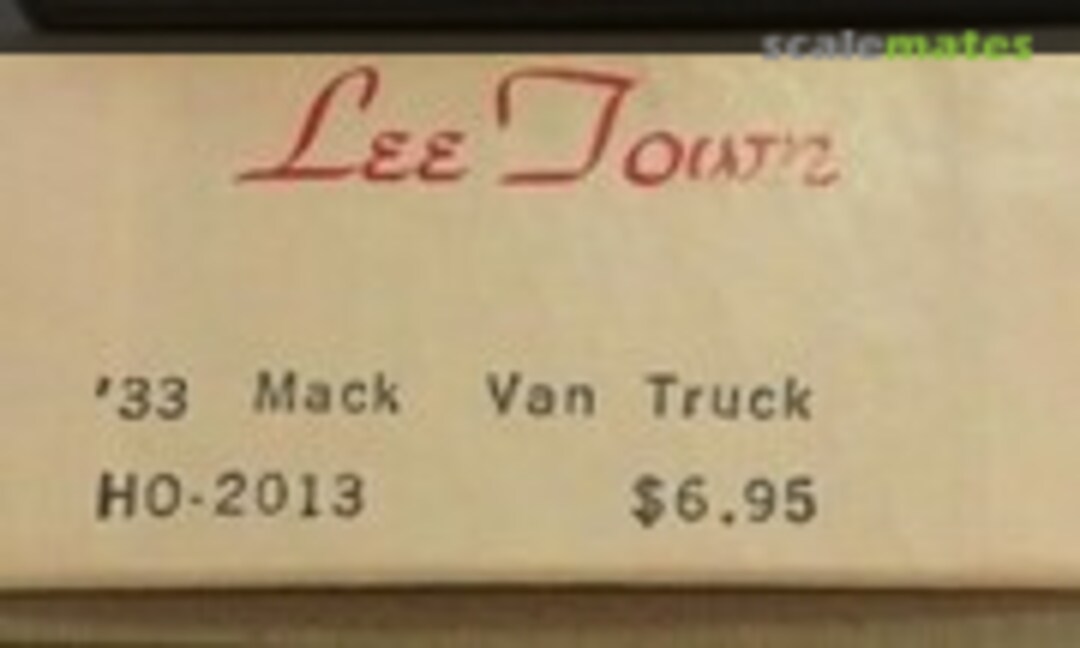 scalemates
Lee Town
'33 Mack Van Truck
HO-2013 $6.95